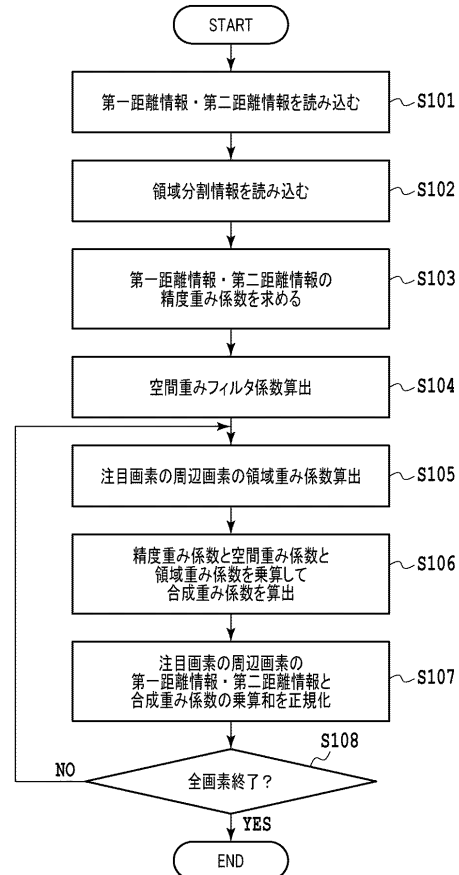 START
第一距離情報・第二距離情報を読み込む
S101
領域分割情報を読み込む
S102
第一距離情報・第二距離情報の
精度重み係数を求める
S103
空間重みフィルタ係数算出
S104
注目画素の周辺画素の領域重み係数算出
S105
精度重み係数と空間重み係数と
領域重み係数を乗算して
合成重み係数を算出
S106
注目画素の周辺画素の
第一距離情報・第二距離情報と
合成重み係数の乗算和を正規化
S107
S108
全画素終了?
NO
YES
END